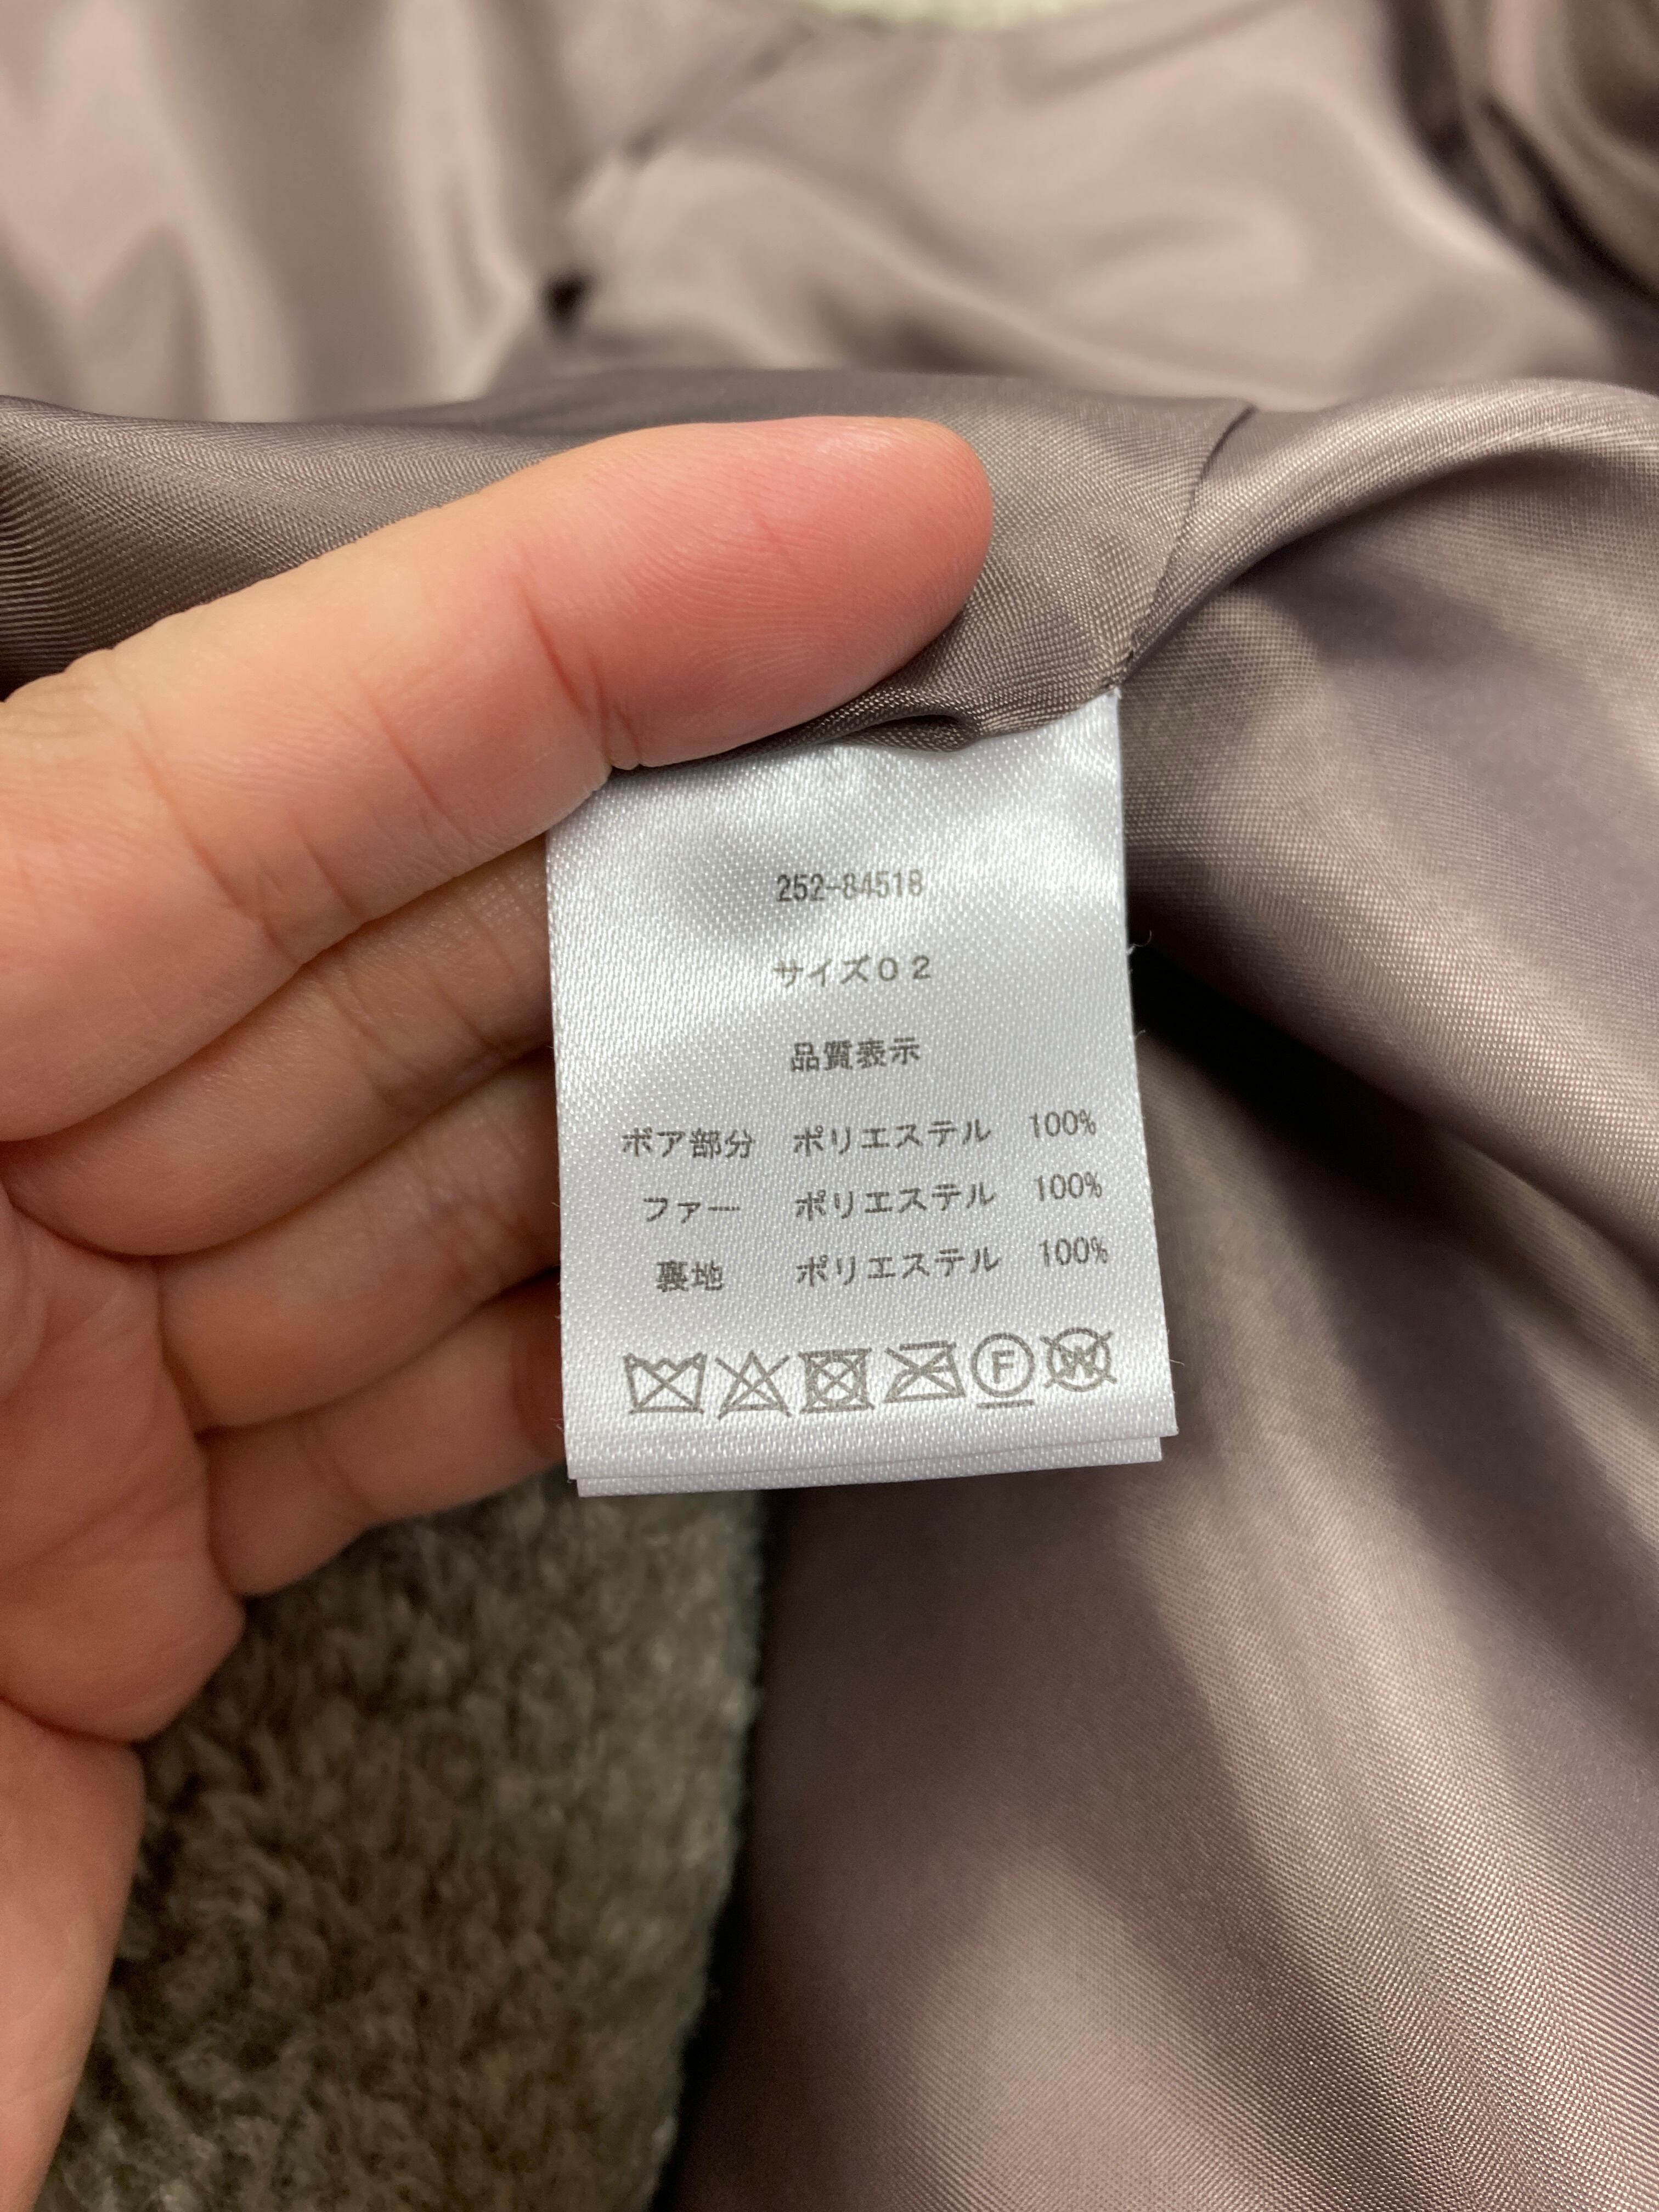 252-84518
サイズ02
品質表示
ボア部分 ポリエステル 100%
ファー ポリエステル 100%
裏地 ポリエステル 100%
F W